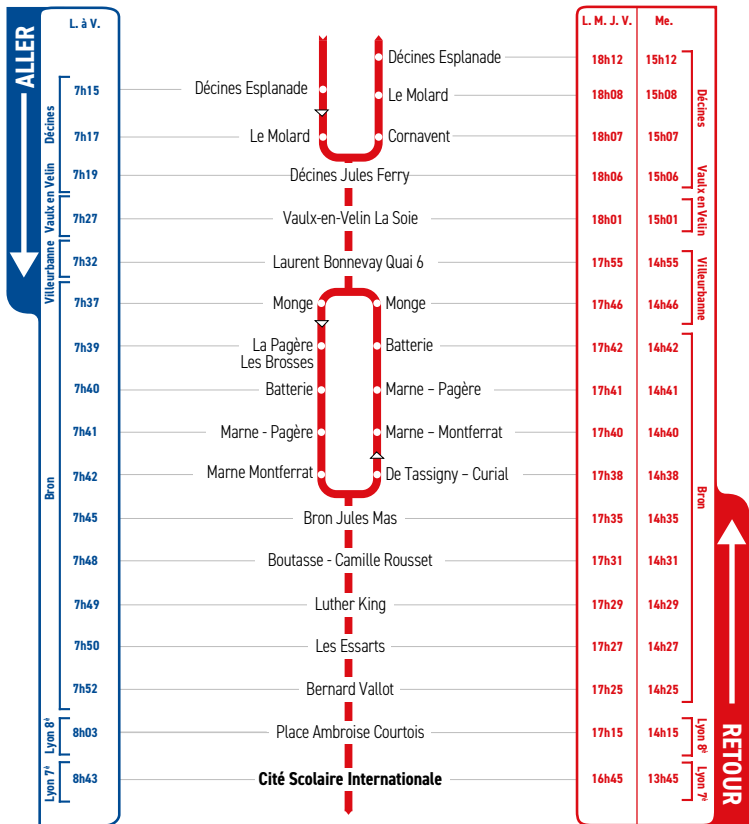 ALLER
L. à V.
L. M. J. V. Me.
Décines Esplanade 18h12 15h12
7h15 Décines Esplanade Le Molard 18h08 15h08
7h17 Le Molard Cornavent 18h07 15h07
7h19 Décines Jules Ferry 18h06 15h06
7h27 Vaulx-en-Velin La Soie 18h01 15h01
7h32 Laurent Bonnevay Quai 6 17h55 14h55
7h37 Monge Monge 17h46 14h46
7h39 La Pagère Batterie 17h42 14h42
Les Brosses
7h40 Batterie Marne – Pagère 17h41 14h41
7h41 Marne - Pagère Marne – Montferrat 17h40 14h40
7h42 Marne Montferrat De Tassigny – Curial 17h38 14h38
7h45 Bron Jules Mas 17h35 14h35
7h48 Boutasse - Camille Rousset 17h31 14h31
7h49 Luther King 17h29 14h29
7h50 Les Essarts 17h27 14h27
7h52 Bernard Vallot 17h25 14h25
8h03 Place Ambroise Courtois 17h15 14h15
8h43 Cité Scolaire Internationale 16h45 13h45
Décines
Vaulx en Velin
Villeurbanne
Bron
Lyon 8è
Lyon 7è
Décines
Vaulx en Velin
Villeurbanne
Bron
Lyon 8è
Lyon 7è
RETOUR